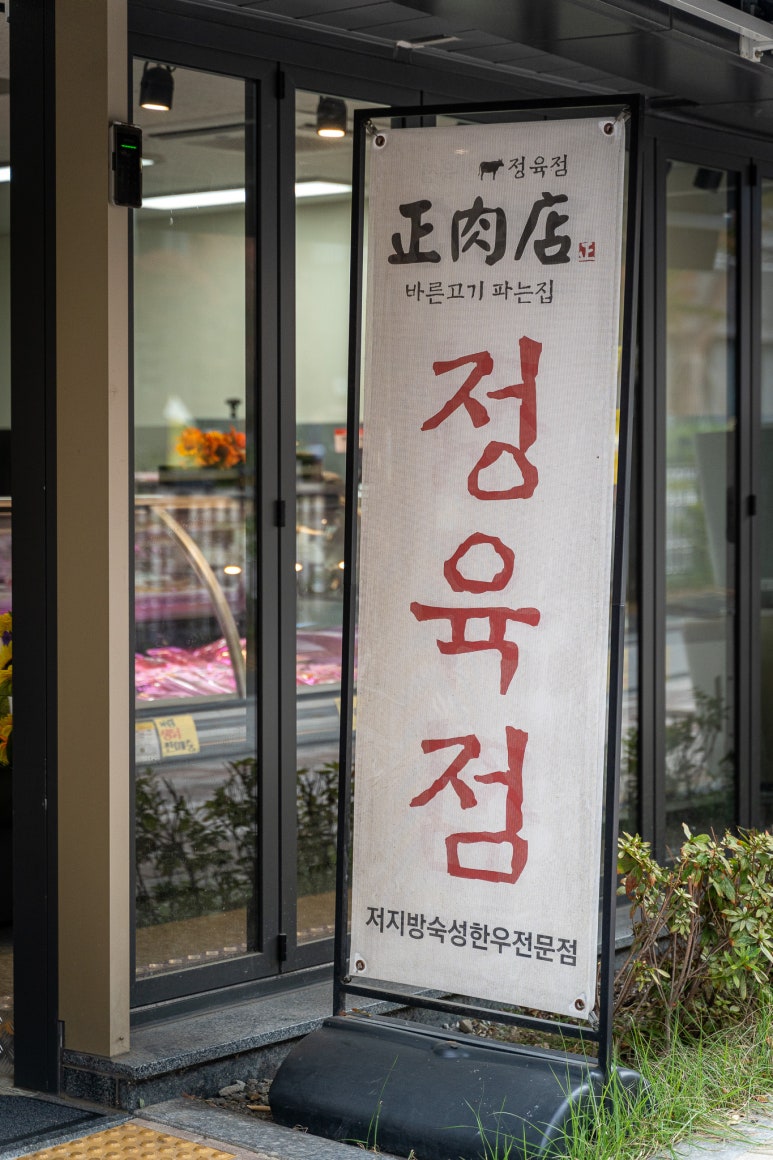 정육점
正肉店
正
바른고기 파는집
정육점
저지방숙성한우전문점